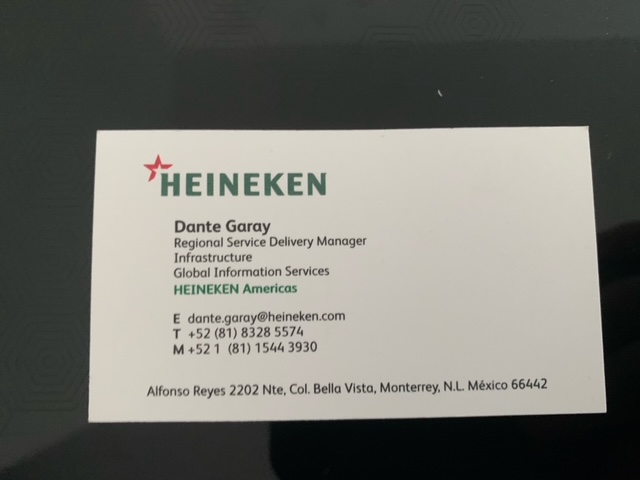 HEINEKEN
Dante Garay
Regional Service Delivery Manager
Infrastructure
Global Information Services
HEINEKEN Americas
E dante.garay@heineken.com
T +52 (81) 8328 5574
M +52 1 (81) 1544 3930
Alfonso Reyes 2202 Nte, Col. Bella Vista, Monterrey, N.L. México 66442